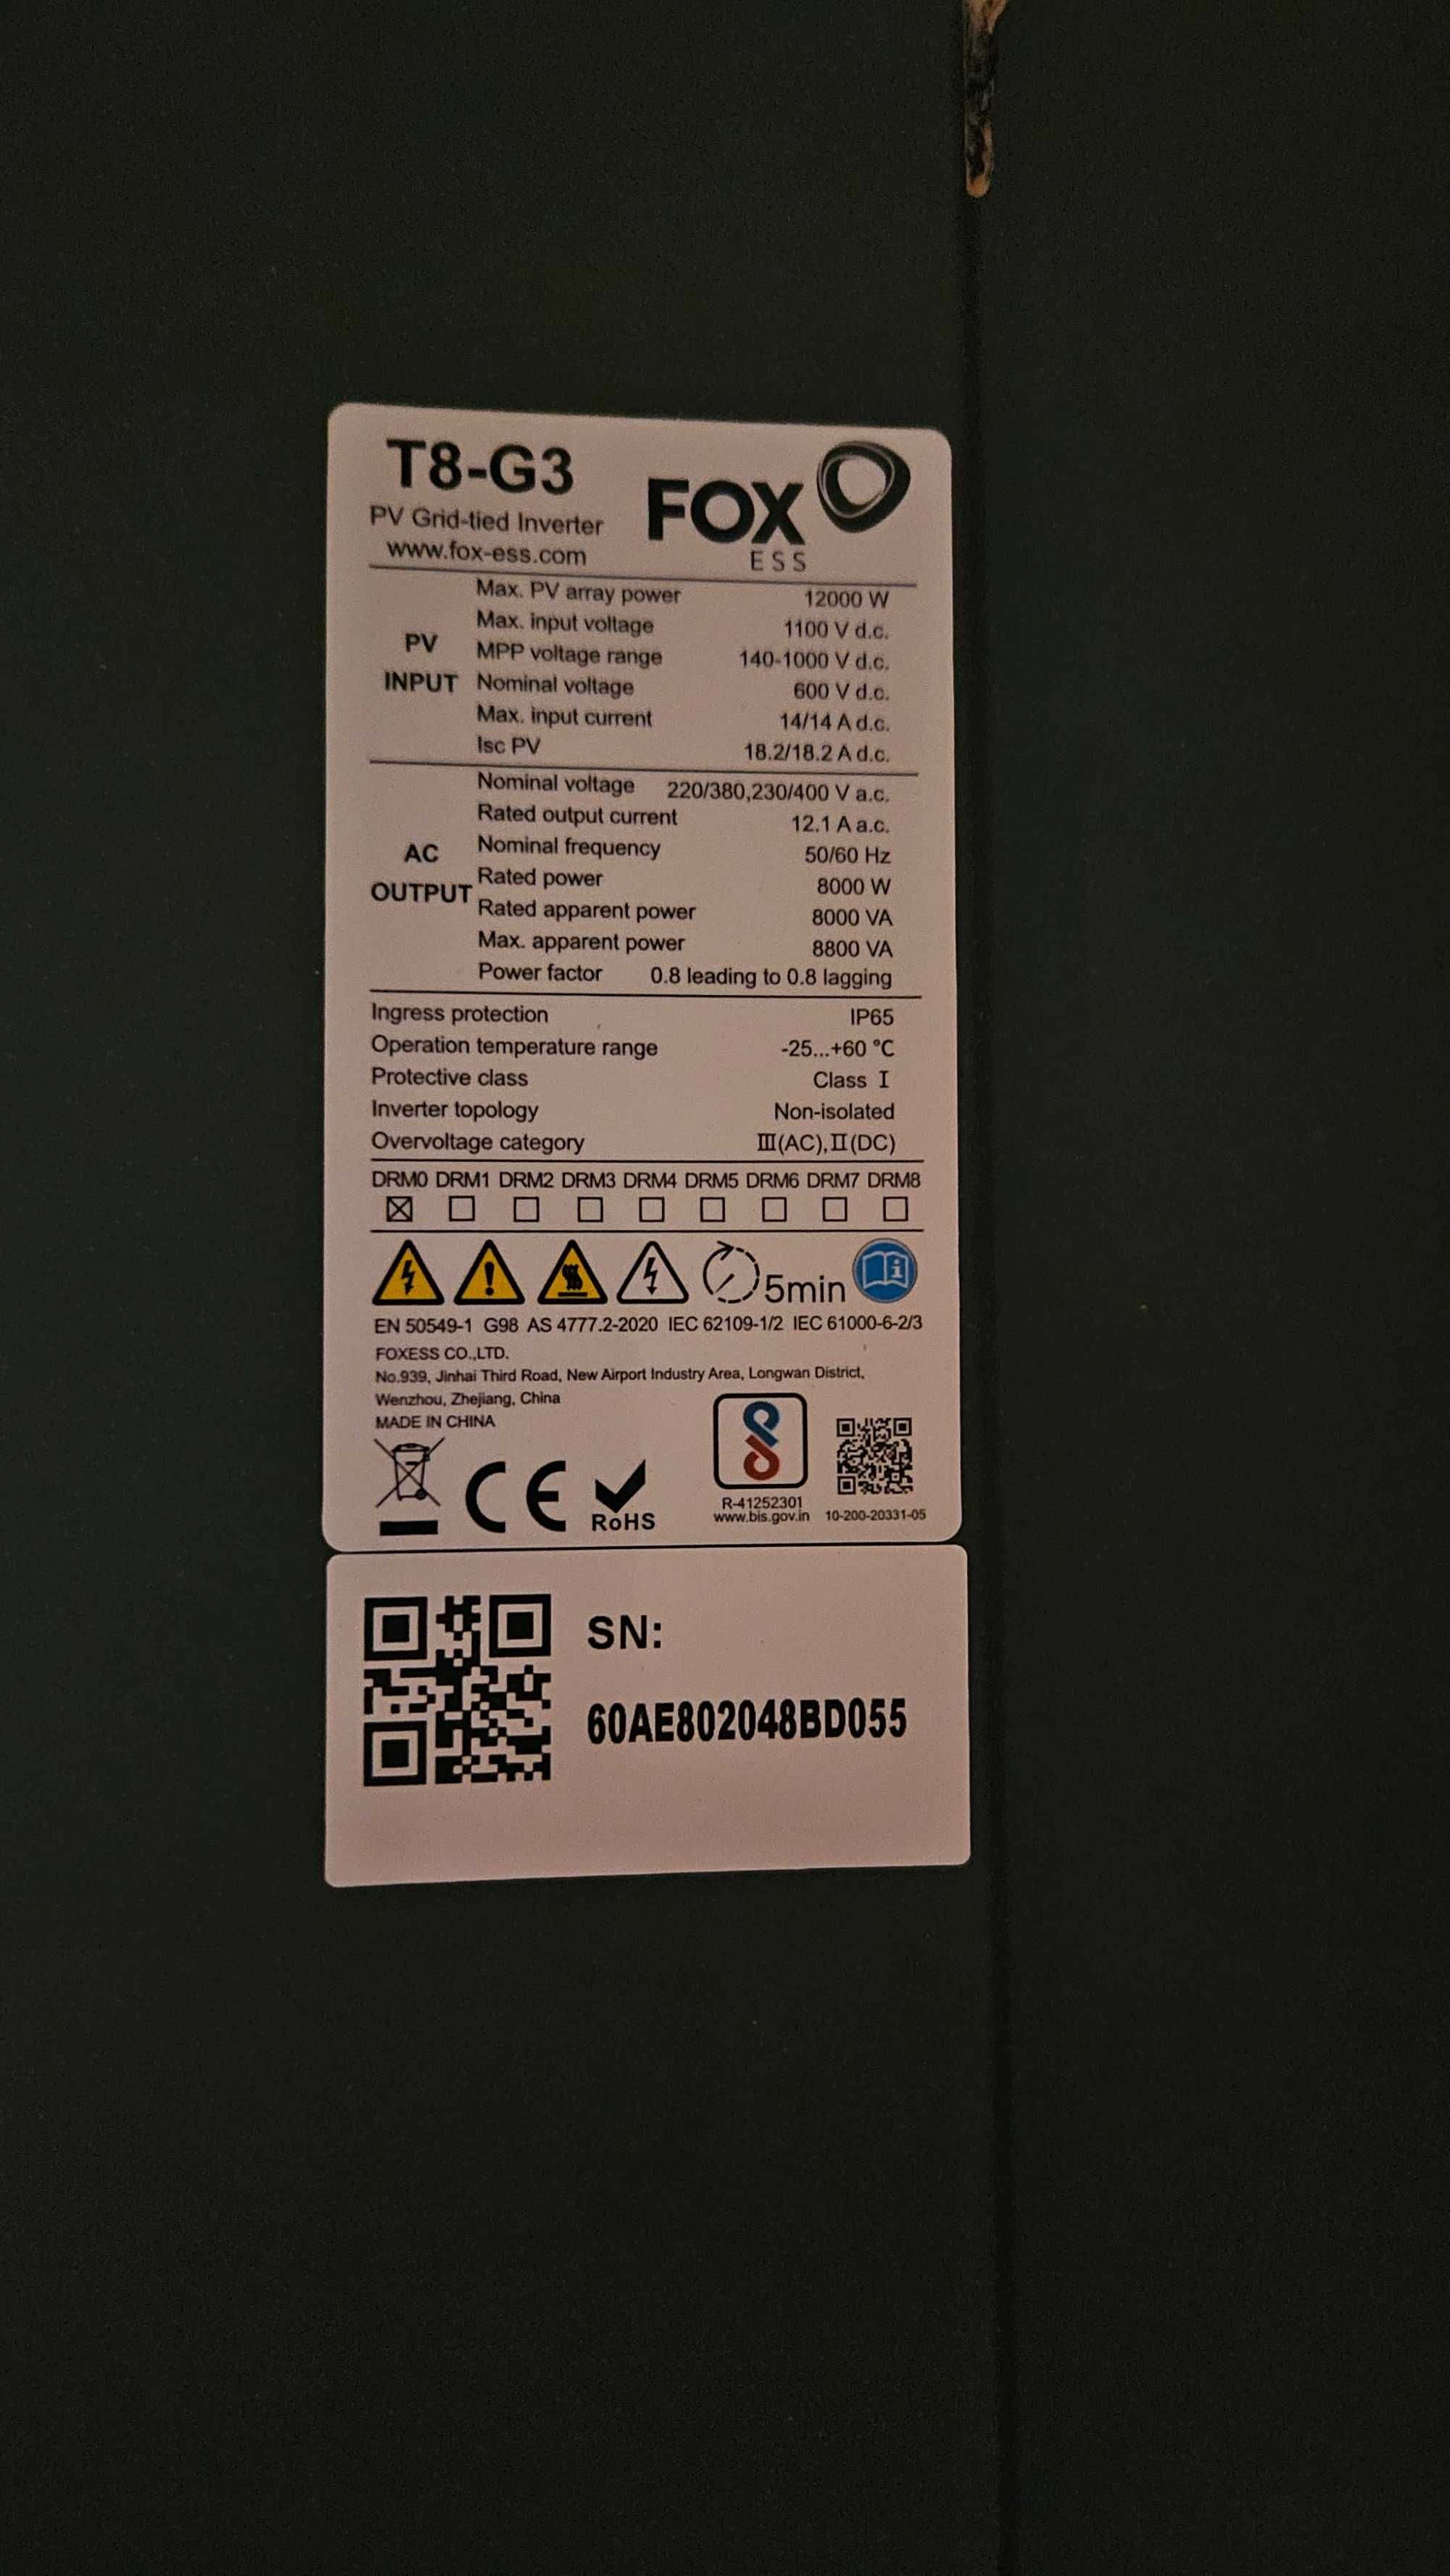 T8-G3
PV Grid-tied Inverter
www.fox-ess.com
FOX
ESS
PV INPUT
Max. PV array power 12000 W
Max. input voltage 1100 V d.c.
MPP voltage range 140-1000 V d.c.
Nominal voltage 600 V d.c.
Max. input current 14/14 A d.c.
Isc PV 18.2/18.2 A d.c.
AC OUTPUT
Nominal voltage 220/380,230/400 V a.c.
Rated output current 12.1 A a.c.
Nominal frequency 50/60 Hz
Rated power 8000 W
Rated apparent power 8000 VA
Max. apparent power 8800 VA
Power factor 0.8 leading to 0.8 lagging
Ingress protection IP65
Operation temperature range -25...+60 °C
Protective class Class I
Inverter topology Non-isolated
Overvoltage category III(AC),II(DC)
DRM0 DRM1 DRM2 DRM3 DRM4 DRM5 DRM6 DRM7 DRM8
5min
EN 50549-1 G98 AS 4777.2-2020 IEC 62109-1/2 IEC 61000-6-2/3
FOXESS CO.,LTD.
No.939, Jinhai Third Road, New Airport Industry Area, Longwan District,
Wenzhou, Zhejiang, China
MADE IN CHINA
CE
RoHS
R-41252301
www.bis.gov.in 10-200-20331-05
SN:
60AE802048BD055